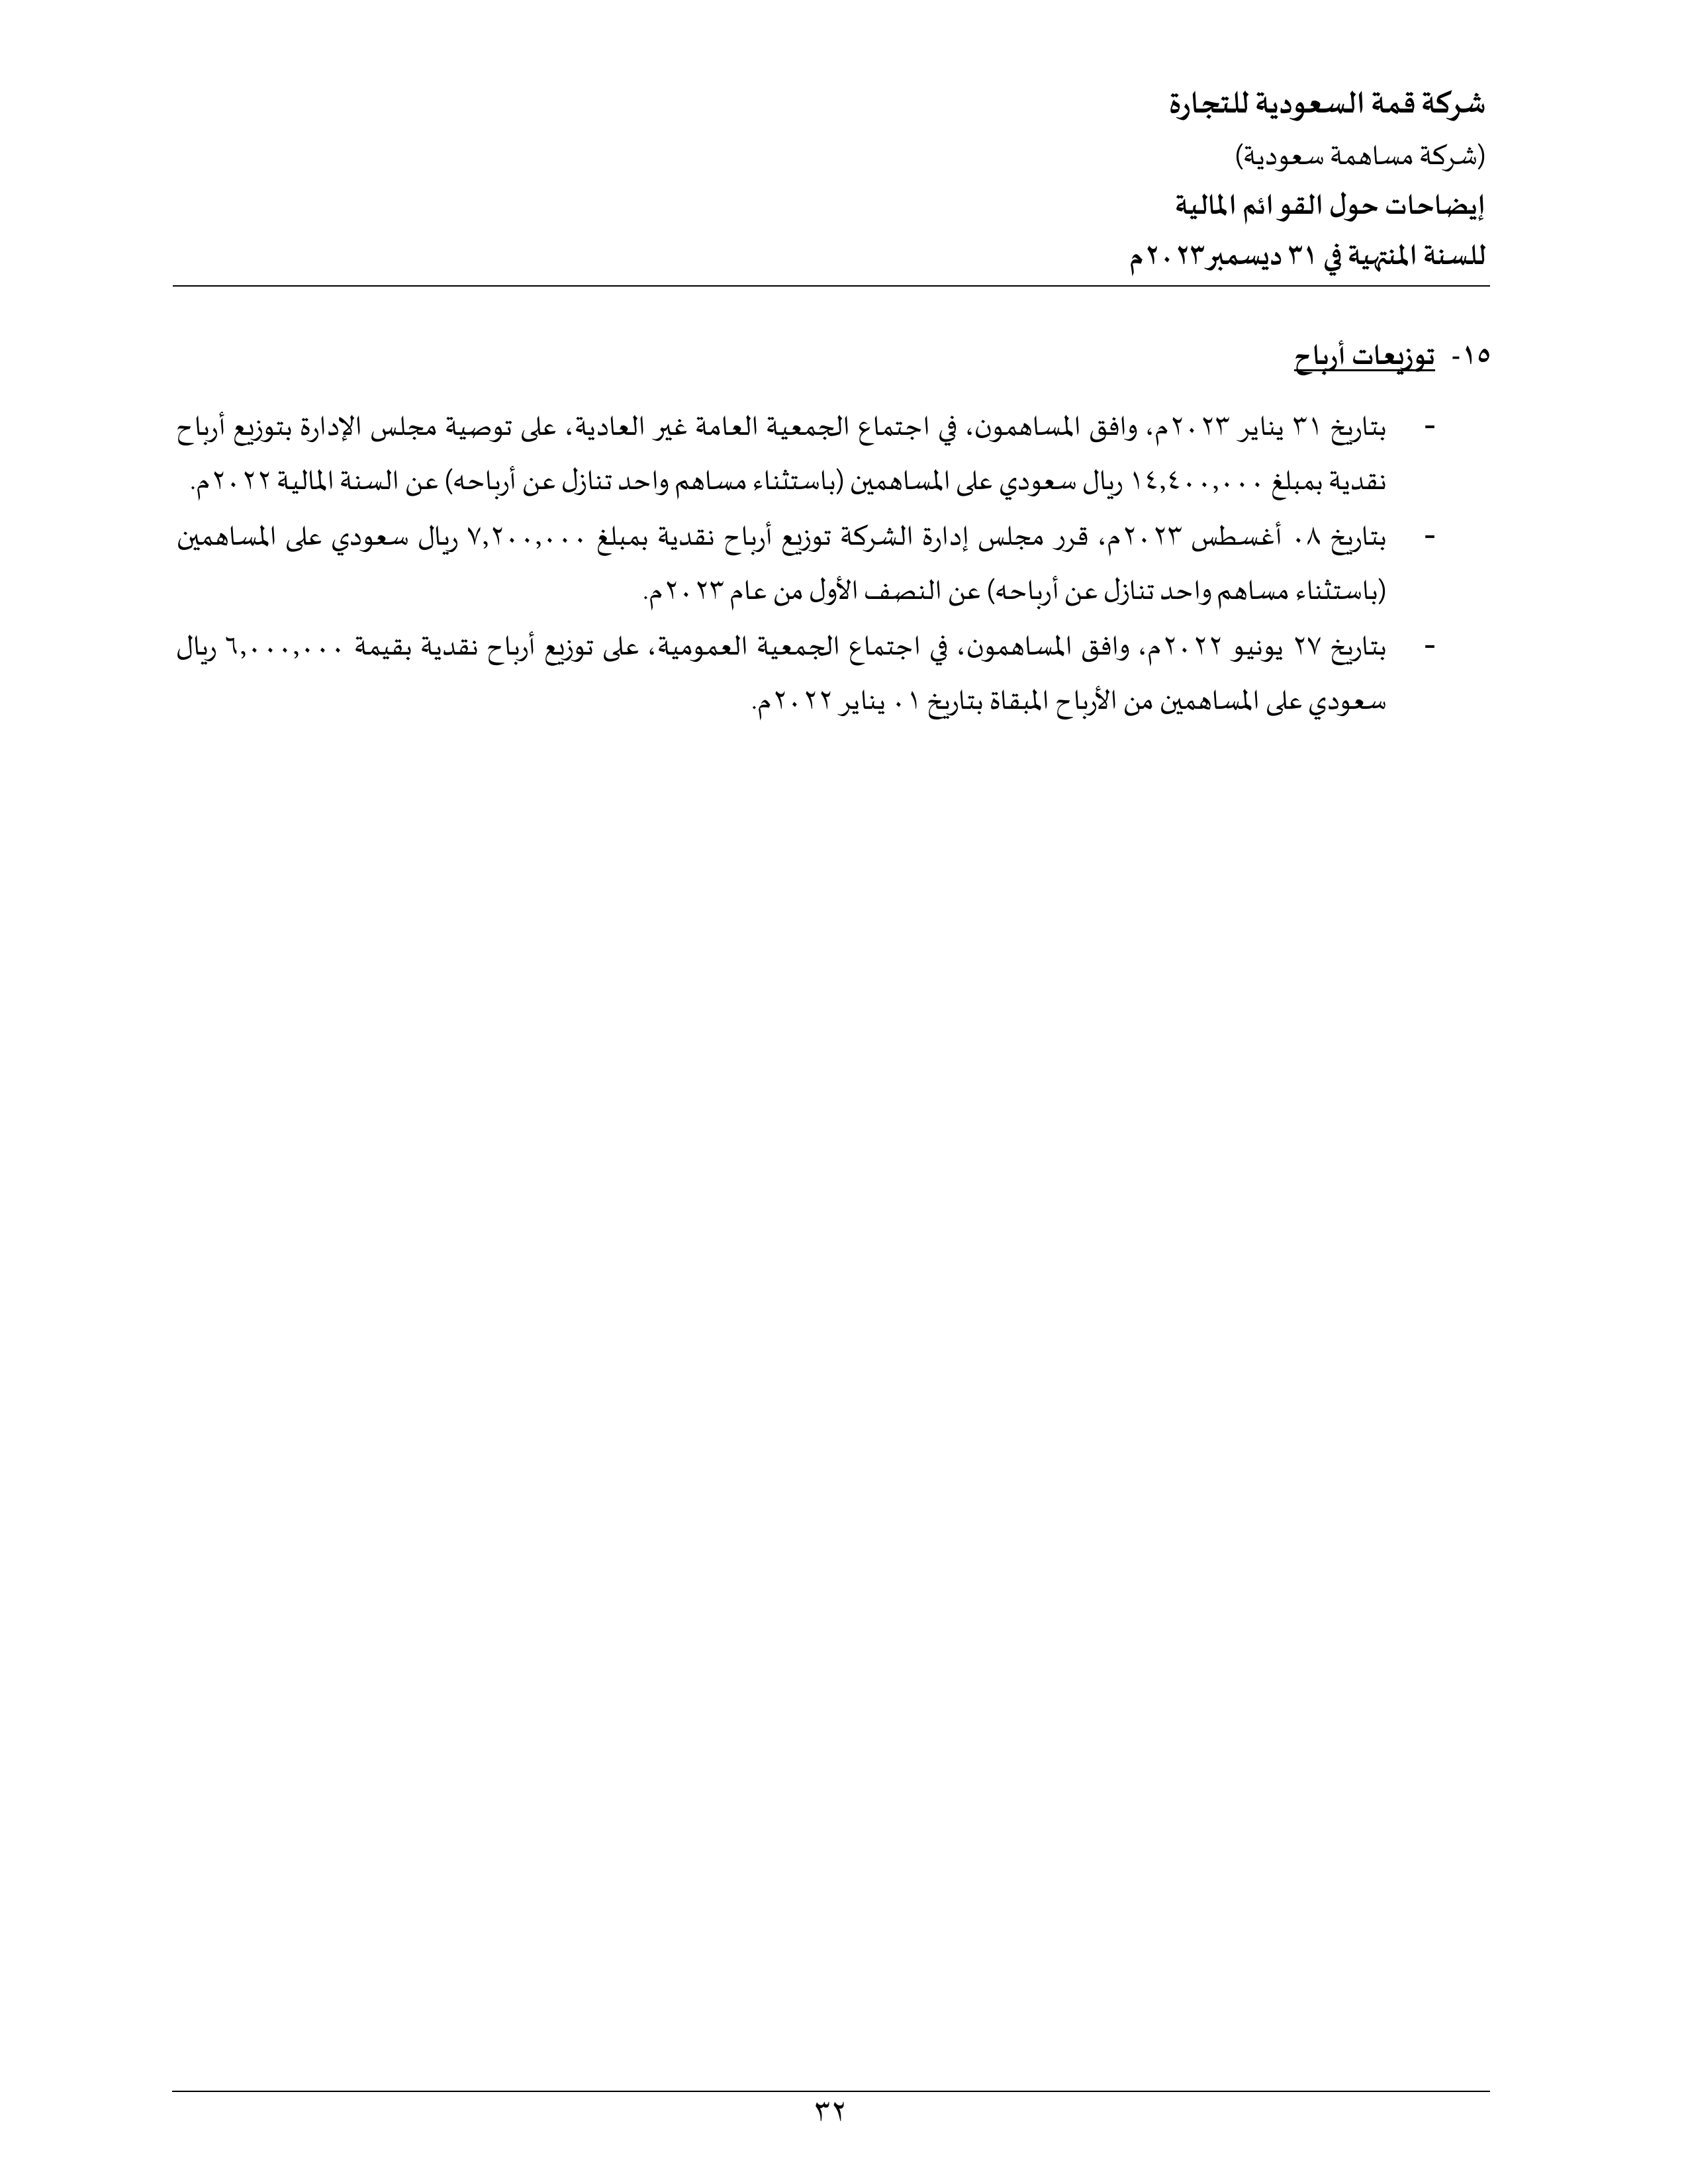 شركة قمة السعودية للتجارة
(شركة مساهمة سعودية)
إيضاحات حول القوائم المالية
للسنة المنتهية في ٣١ ديسمبر٢٠٢٣م
١٥- توزيعات أرباح
- بتاريخ ٣١ يناير ٢٠٢٣م، وافق المساهمون، في اجتماع الجمعية العامة غير العادية، على توصية مجلس الإدارة بتوزيع أرباح
نقدية بمبلغ ١٤,٤٠٠,٠٠٠ ريال سعودي على المساهمين (باستثناء مساهم واحد تنازل عن أرباحه) عن السنة المالية ٢٠٢٢م.
- بتاريخ ٠٨ أغسطس ٢٠٢٣م، قرر مجلس إدارة الشركة توزيع أرباح نقدية بمبلغ ٧,٢٠٠,٠٠٠ ريال سعودي على المساهمين
(باستثناء مساهم واحد تنازل عن أرباحه) عن النصف الأول من عام ٢٠٢٣م.
- بتاريخ ٢٧ يونيو ٢٠٢٢م، وافق المساهمون، في اجتماع الجمعية العمومية، على توزيع أرباح نقدية بقيمة ٦,٠٠٠,٠٠٠ ريال
سعودي على المساهمين من الأرباح المبقاة بتاريخ ٠١ يناير ٢٠٢٢م.
٣٢